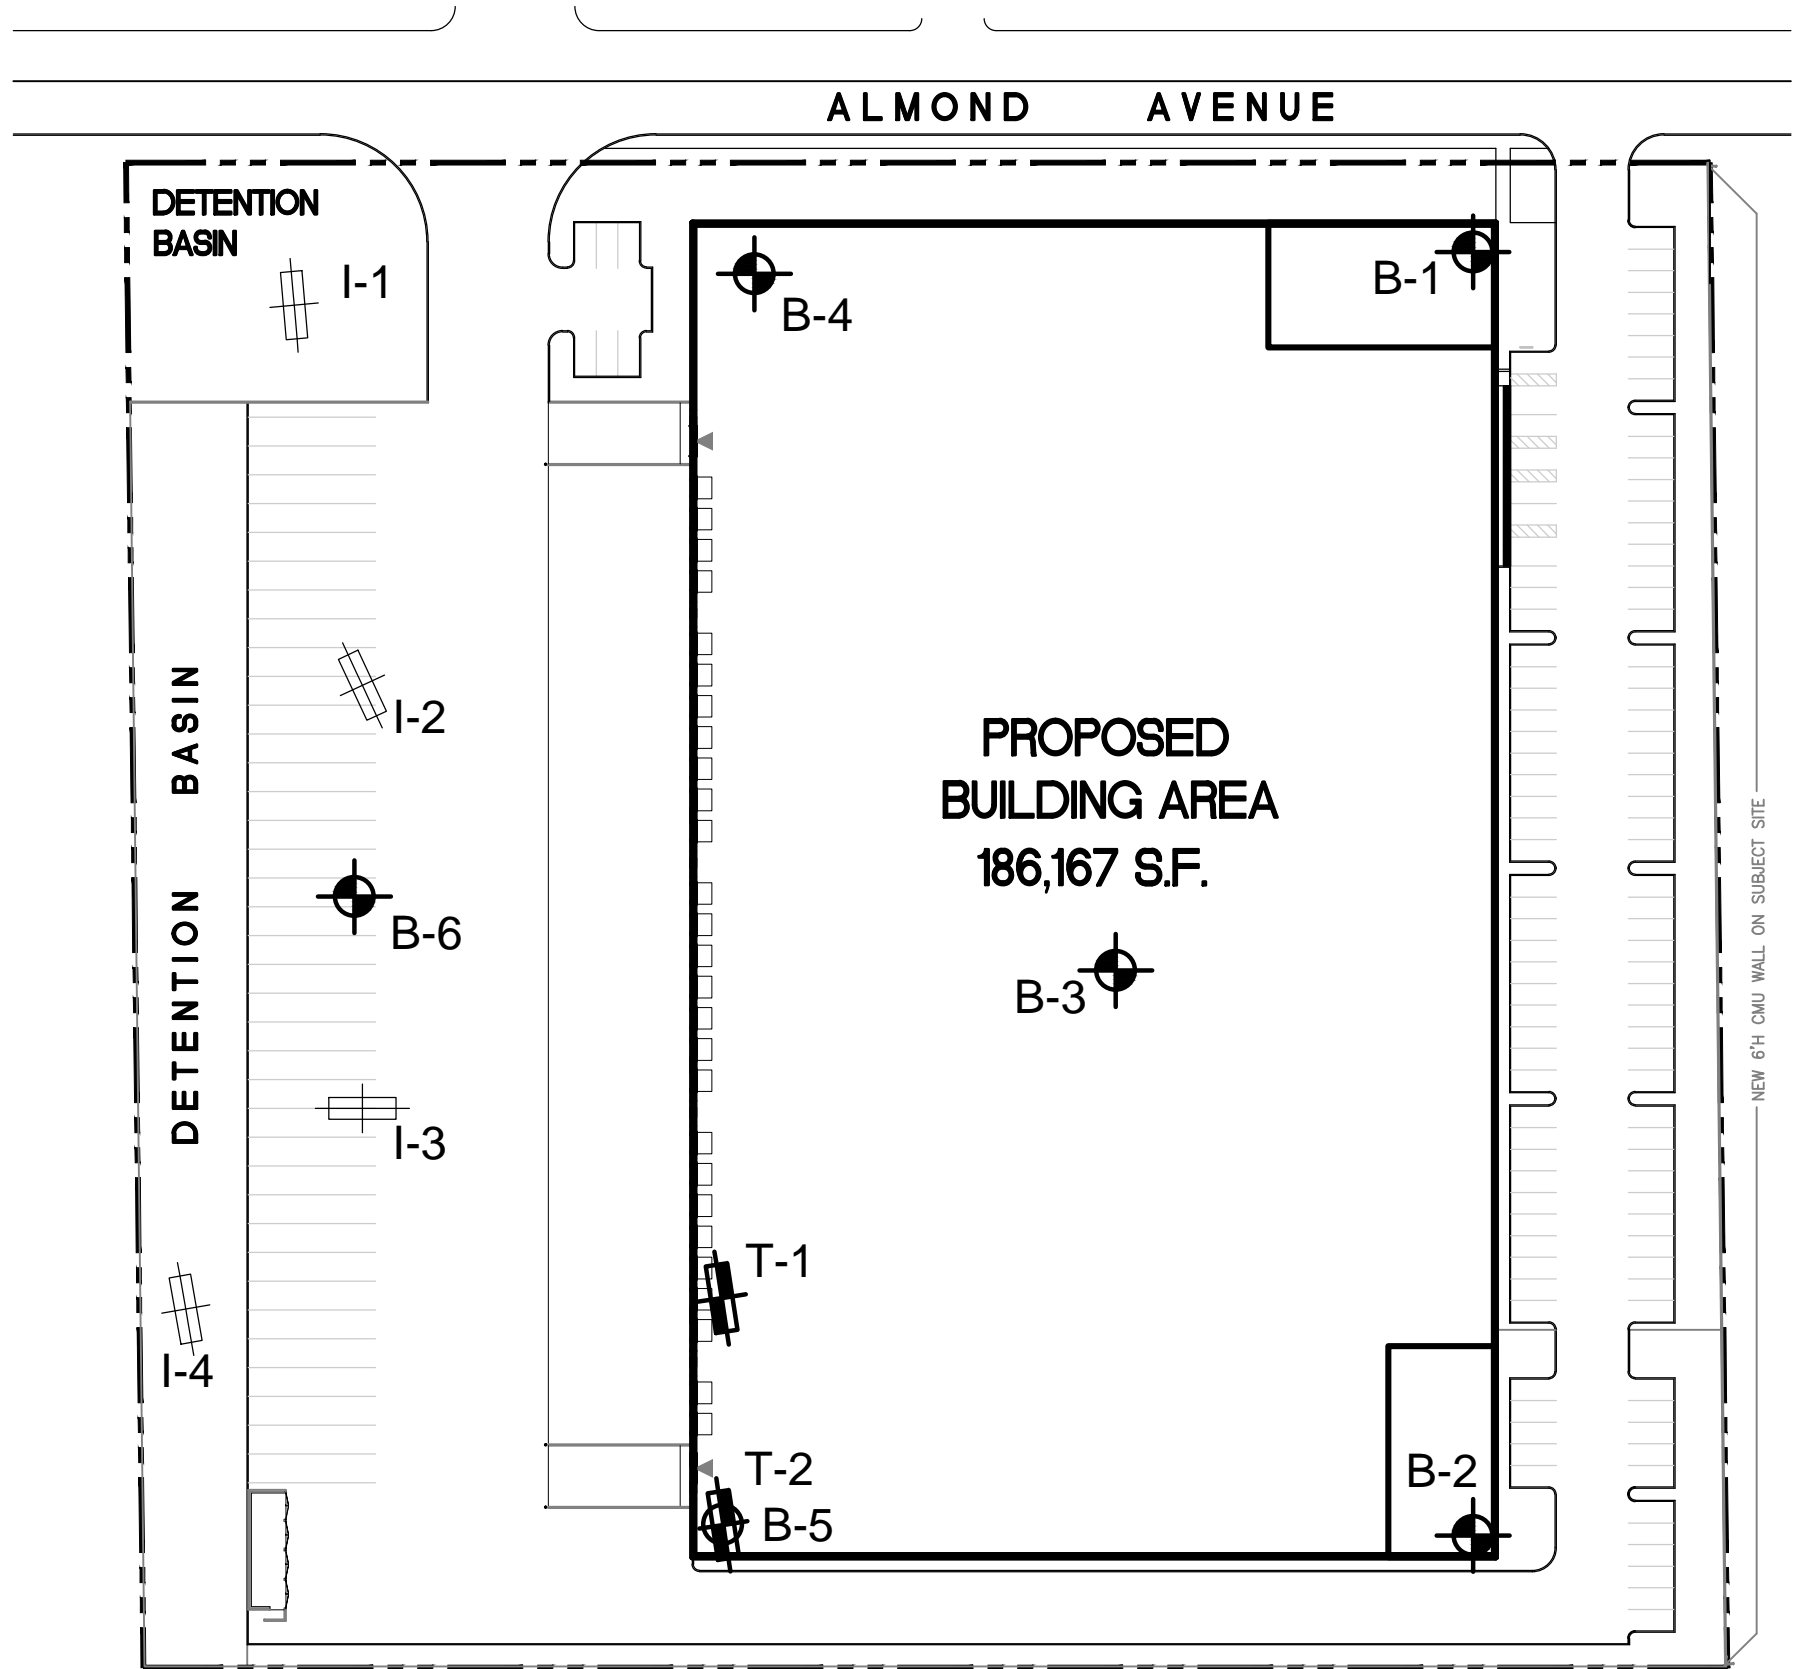 ALMOND AVENUE
DETENTION
BASIN
I-1
B-4
B-1
I-2
DETENTION BASIN
PROPOSED
BUILDING AREA
186,167 S.F.
NEW 6'H CMU WALL ON SUBJECT SITE
B-6
B-3
I-3
T-1
I-4
T-2
B-2
B-5